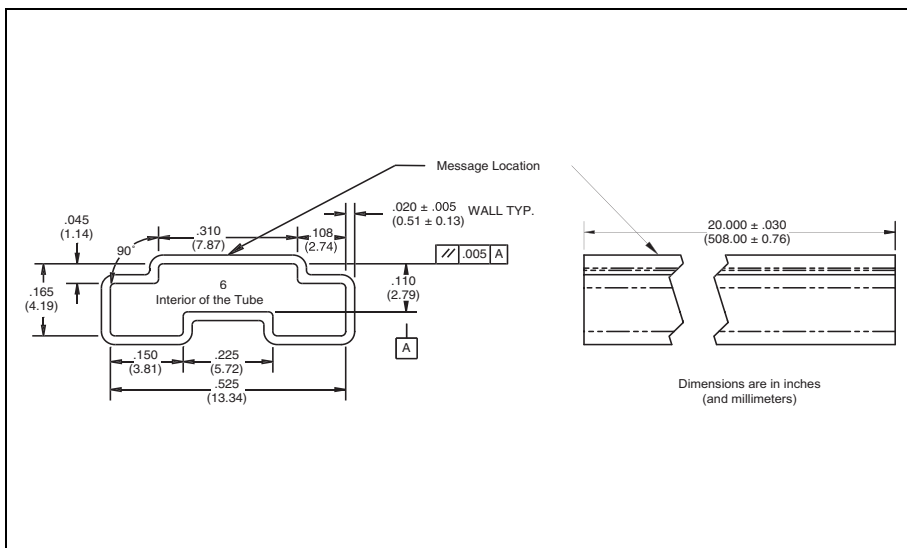 Message Location
.020 ± .005 WALL TYP.
(0.51 ± 0.13)
.045
(1.14)
.310
(7.87)
.108
(2.74)
90°
// .005 A
.165
(4.19)
6
Interior of the Tube
.110
(2.79)
A
.150
(3.81)
.225
(5.72)
.525
(13.34)
20.000 ± .030
(508.00 ± 0.76)
Dimensions are in inches
(and millimeters)